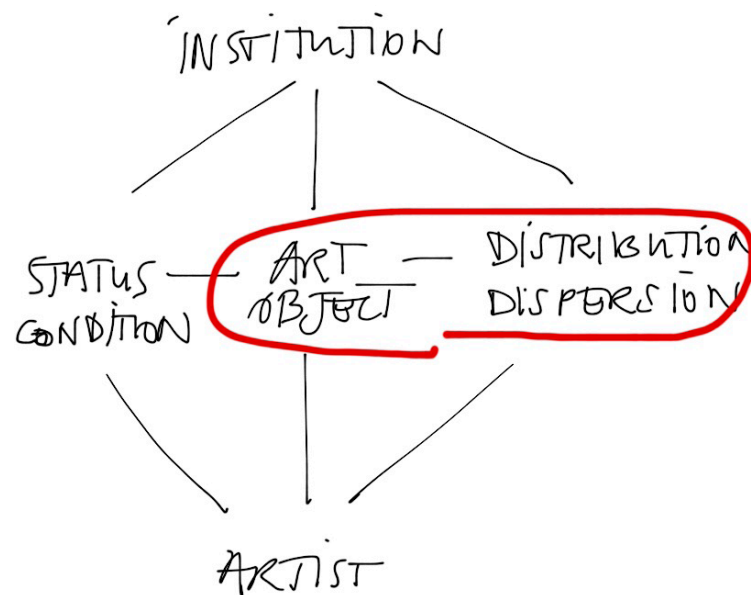 INSTITUTION
STATUS
CONDITION
ART
OBJECT
DISTRIBUTION
DISPERSION
ARTIST